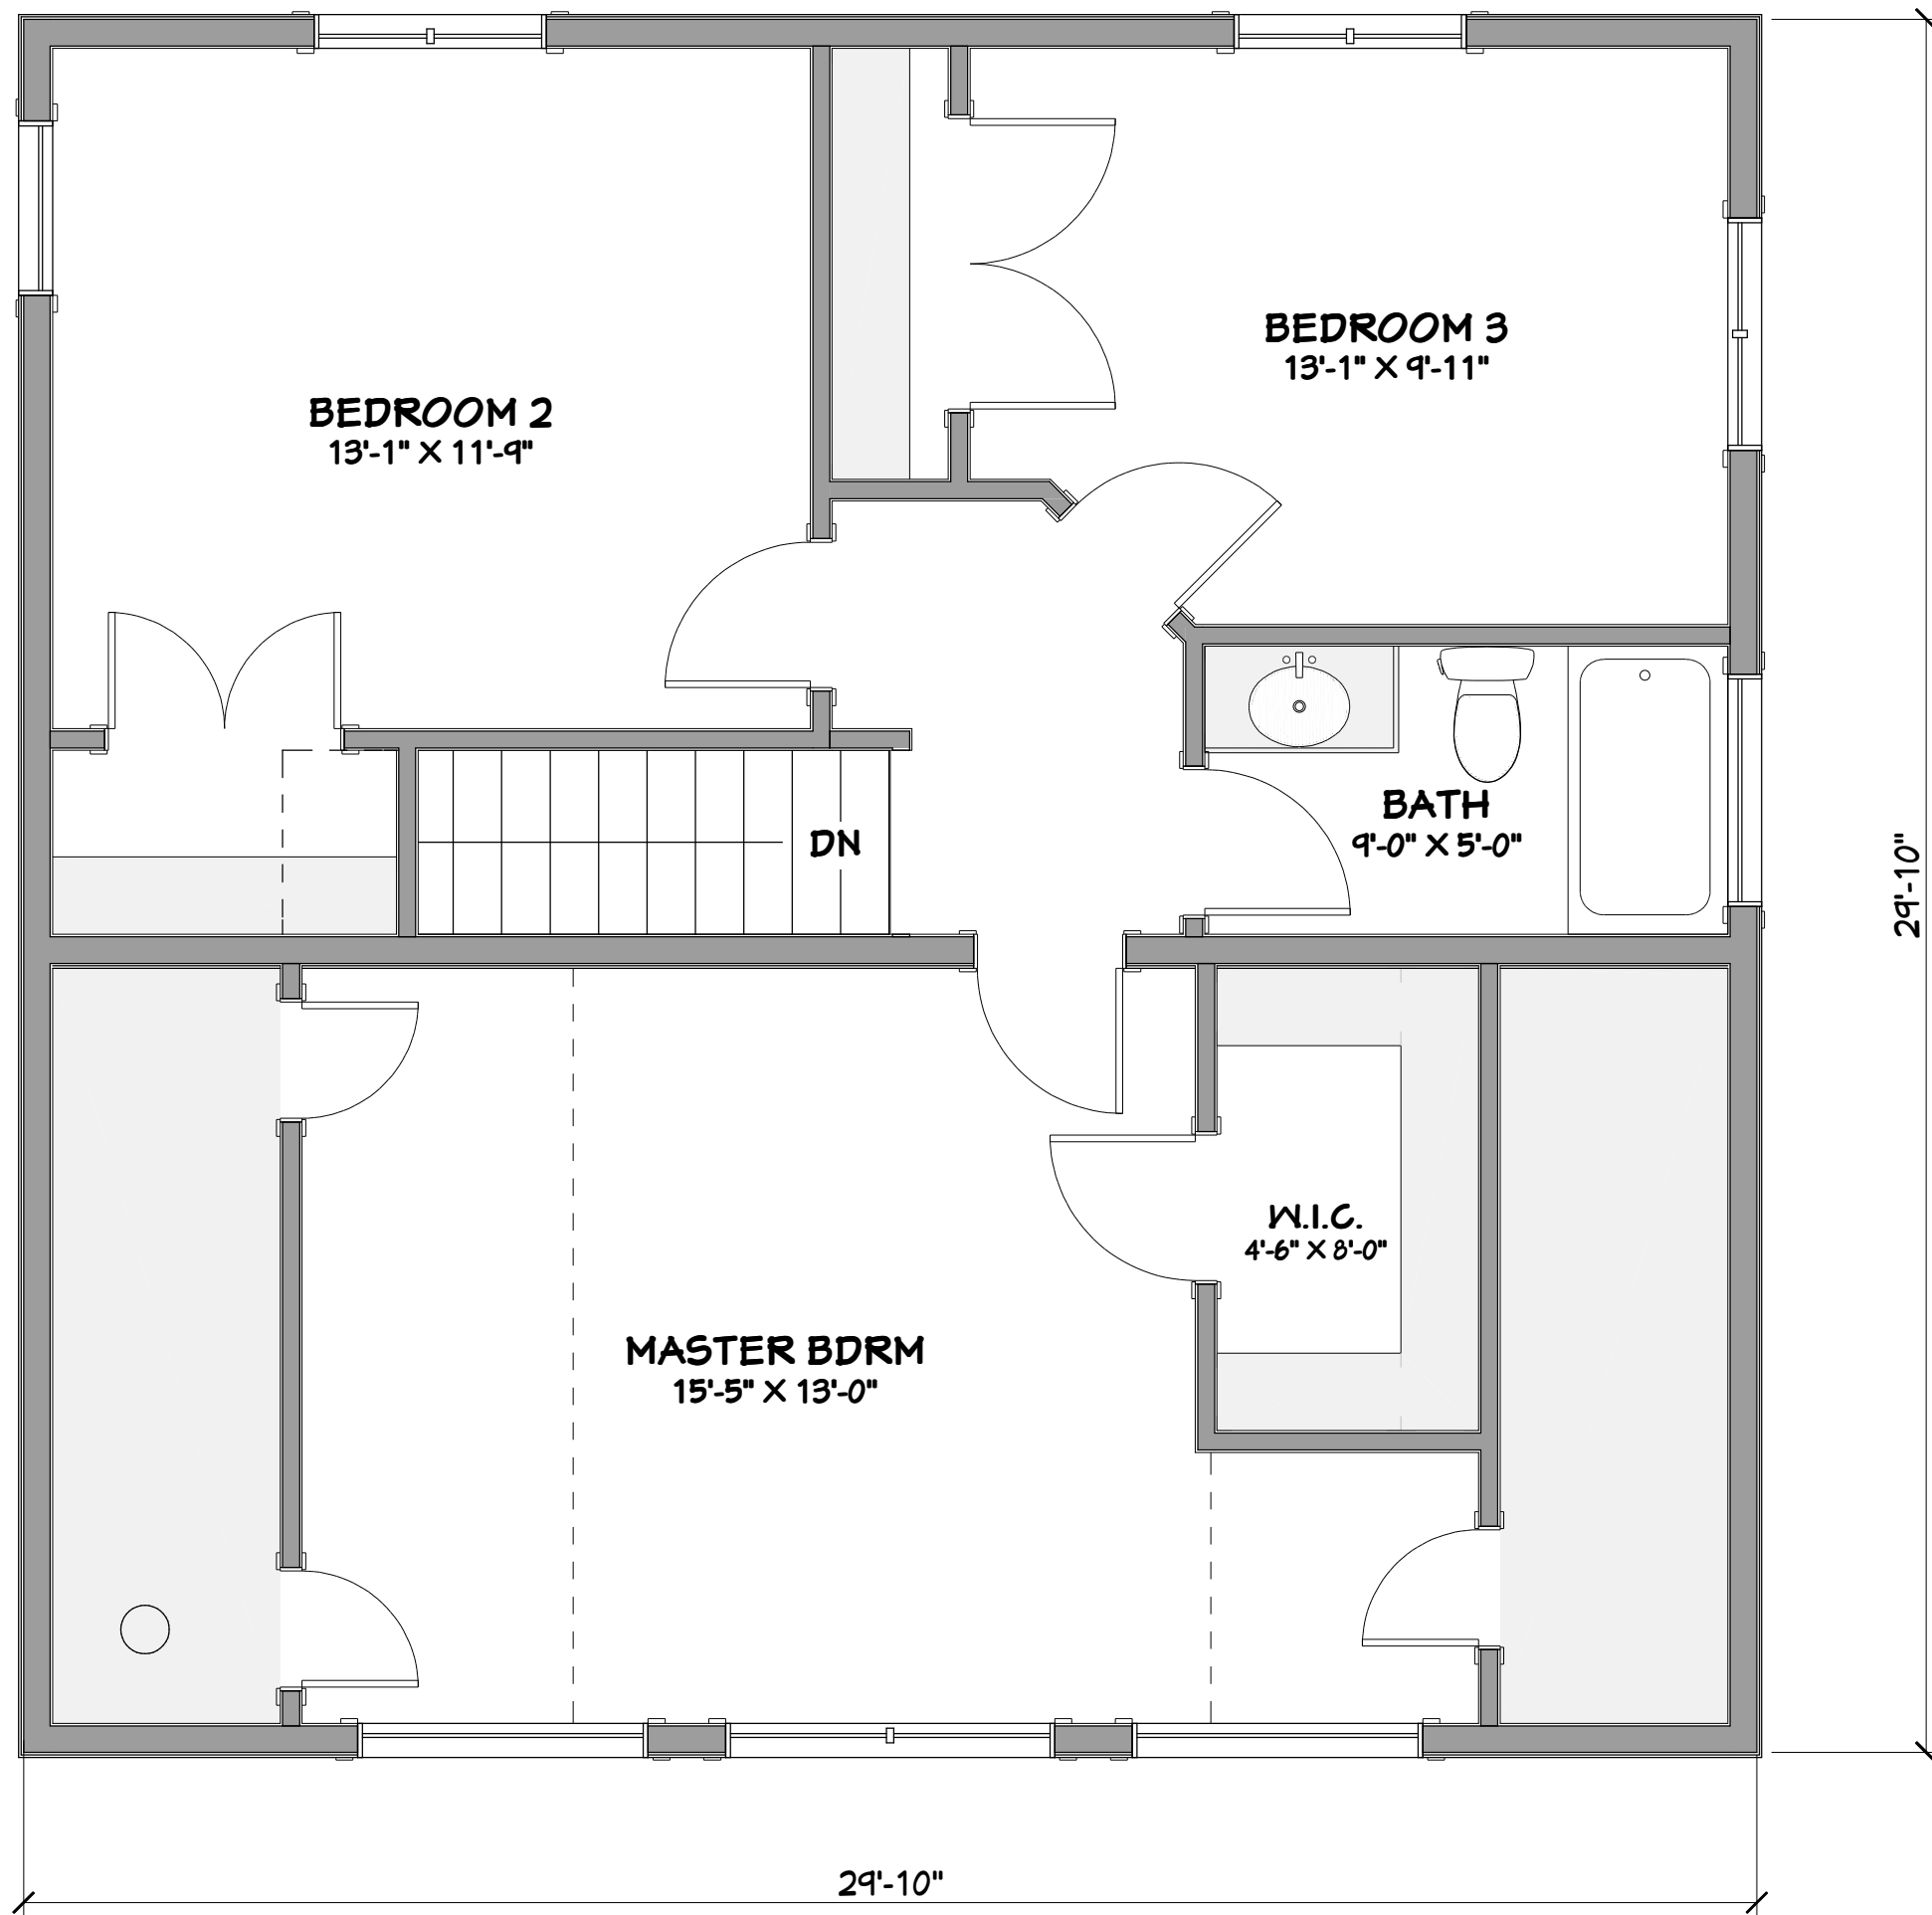 BEDROOM 3
13'-1" X 9'-11"
BEDROOM 2
13'-1" X 11'-9"
BATH
9'-0" X 5'-0"
DN
29'-10"
W.I.C.
4'-6" X 8'-0"
MASTER BDRM
15'-5" X 13'-0"
29'-10"